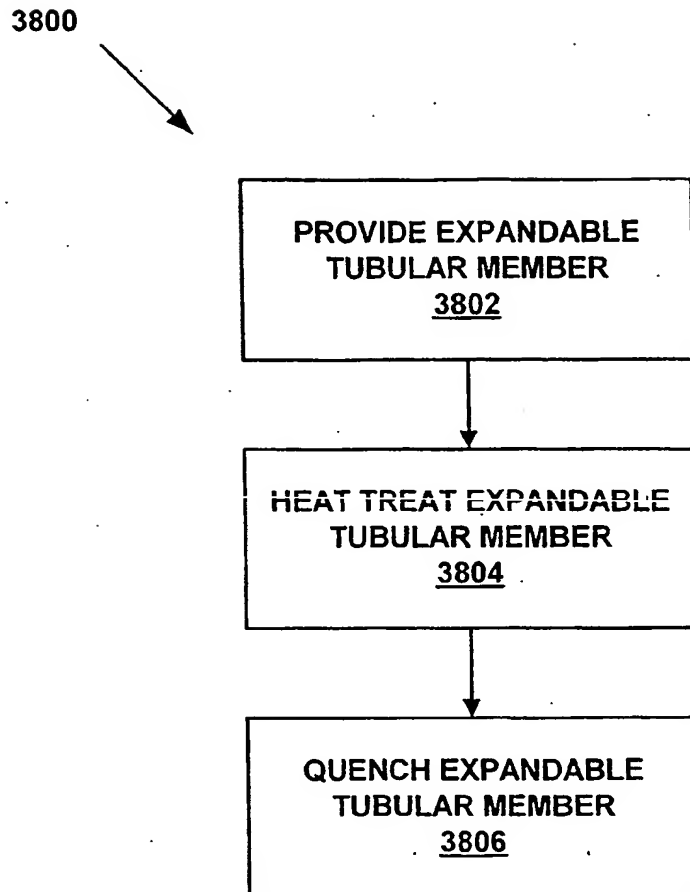 3800
PROVIDE EXPANDABLE
TUBULAR MEMBER
3802
HEAT TREAT EXPANDABLE
TUBULAR MEMBER
3804
QUENCH EXPANDABLE
TUBULAR MEMBER
3806